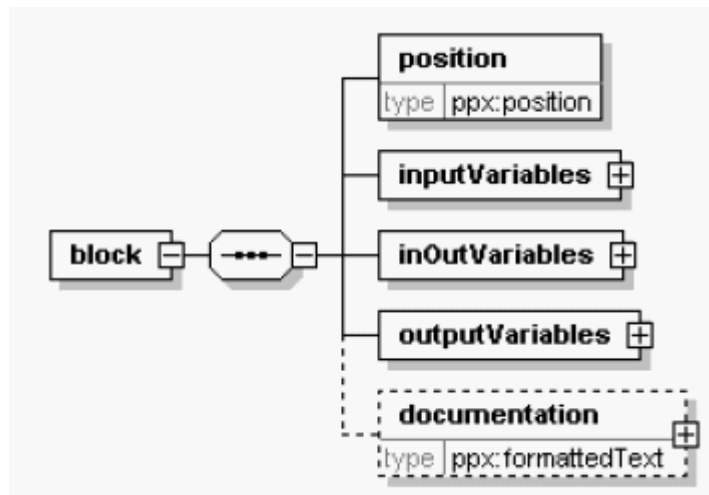 position
type ppx:position
inputVariables
block
inOutVariables
outputVariables
documentation
type ppx:formattedText